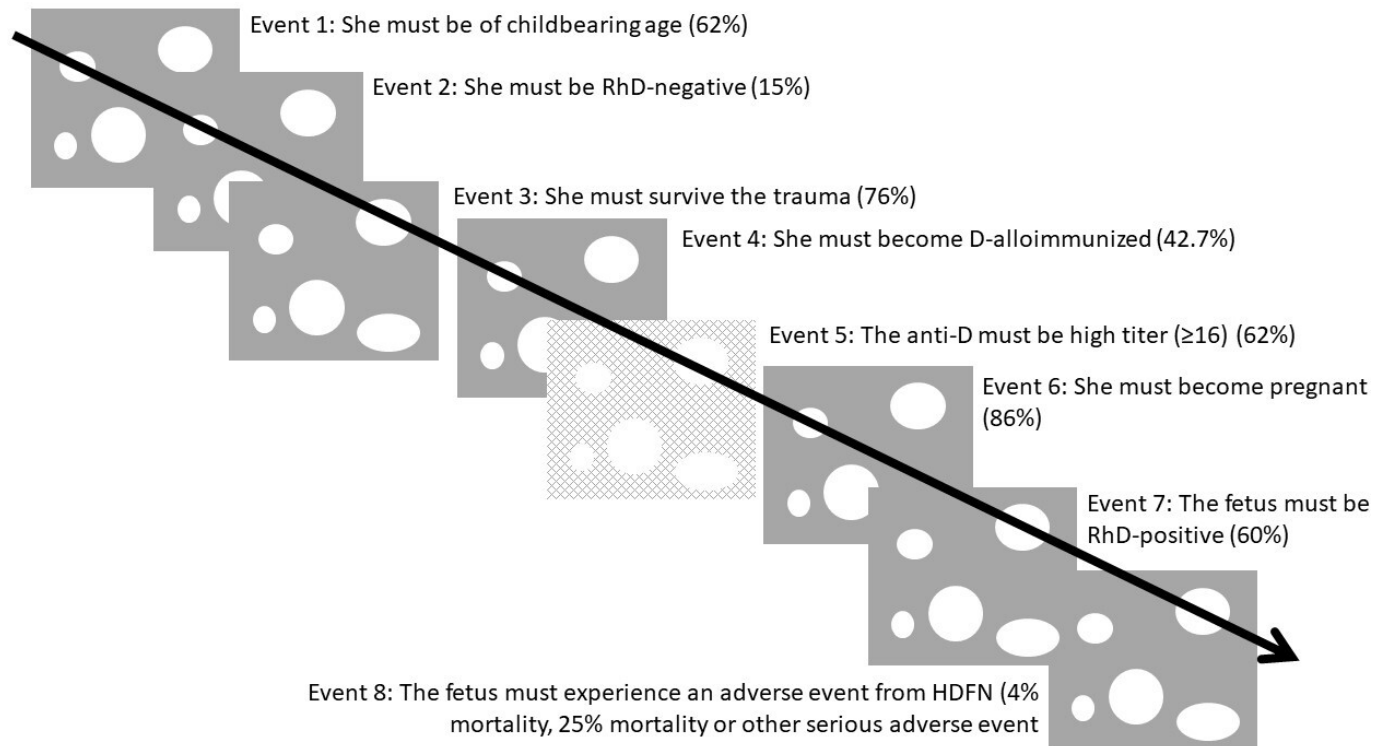 Event 1: She must be of childbearing age (62%)
Event 2: She must be RhD-negative (15%)
Event 3: She must survive the trauma (76%)
Event 4: She must become D-alloimmunized (42.7%)
Event 5: The anti-D must be high titer (≥16) (62%)
Event 6: She must become pregnant
(86%)
Event 7: The fetus must be
RhD-positive (60%)
Event 8: The fetus must experience an adverse event from HDFN (4%
mortality, 25% mortality or other serious adverse event